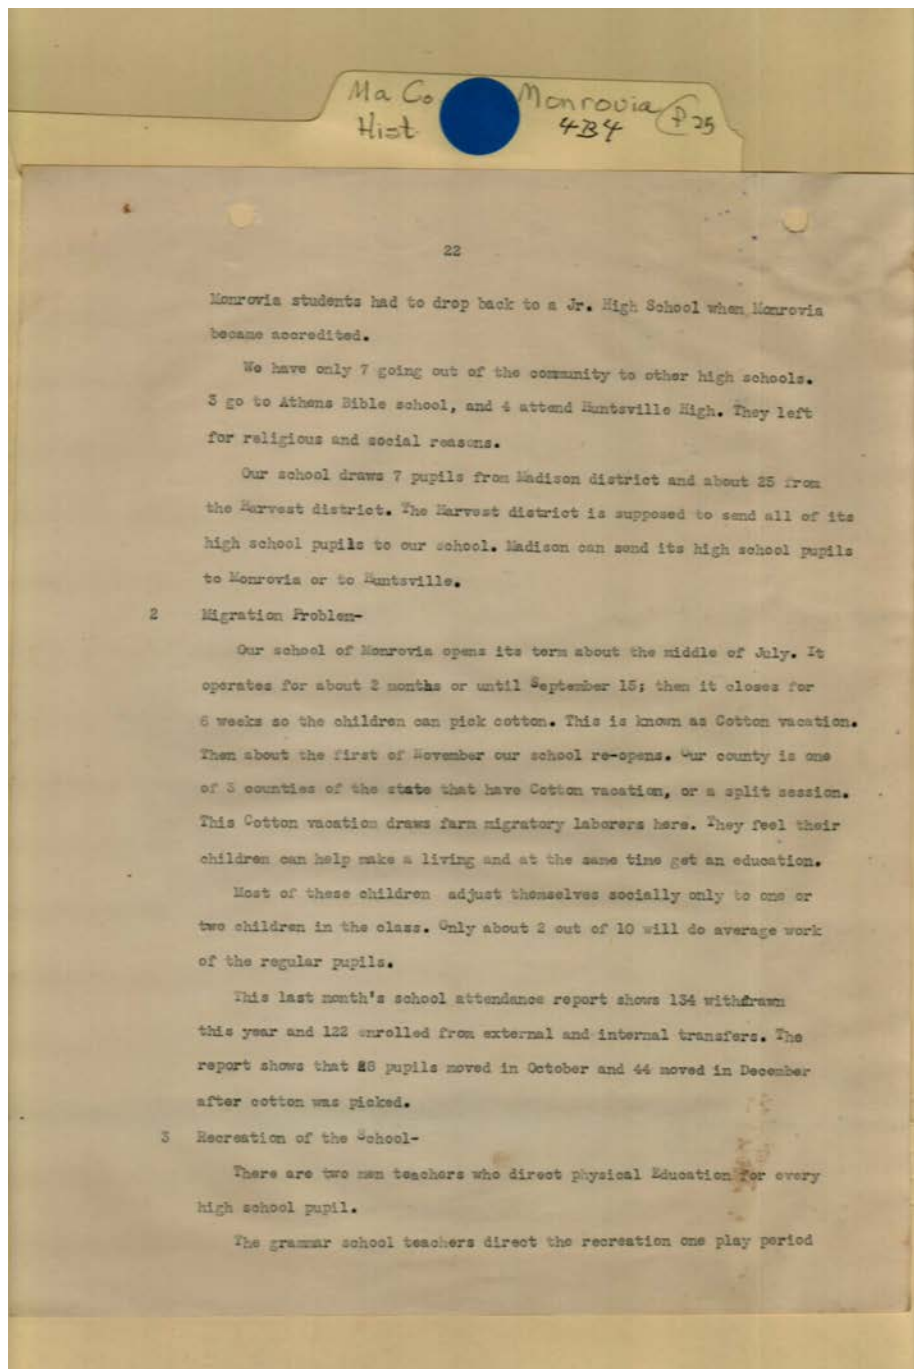 Ma Co Monrovia
Hist 4B4 P25
22
Monrovia students had to drop back to a Jr. High School when Monrovia
became accredited.
We have only 7 going out of the community to other high schools.
3 go to Athens Bible school, and 4 attend Huntsville High. They left
for religious and social reasons.
Our school draws 7 pupils from Madison district and about 25 from
the Harvest district. The Harvest district is supposed to send all of its
high school pupils to our school. Madison can send its high school pupils
to Monrovia or to Huntsville.
2 Migration Problem-
Our school of Monrovia opens its term about the middle of July. It
operates for about 2 months or until September 15; then it closes for
6 weeks so the children can pick cotton. This is known as Cotton vacation.
Then about the first of November our school re-opens. Our county is one
of 3 counties of the state that have Cotton vacation, or a split session.
This Cotton vacation draws farm migratory laborers here. They feel their
children can help make a living and at the same time get an education.
Most of these children adjust themselves socially only to one or
two children in the class. Only about 2 out of 10 will do average work
of the regular pupils.
This last month's school attendance report shows 134 withdrawn
this year and 122 enrolled from external and internal transfers. The
report shows that 28 pupils moved in October and 44 moved in December
after cotton was picked.
3 Recreation of the School-
There are two men teachers who direct physical Education for every
high school pupil.
The grammar school teachers direct the recreation one play period